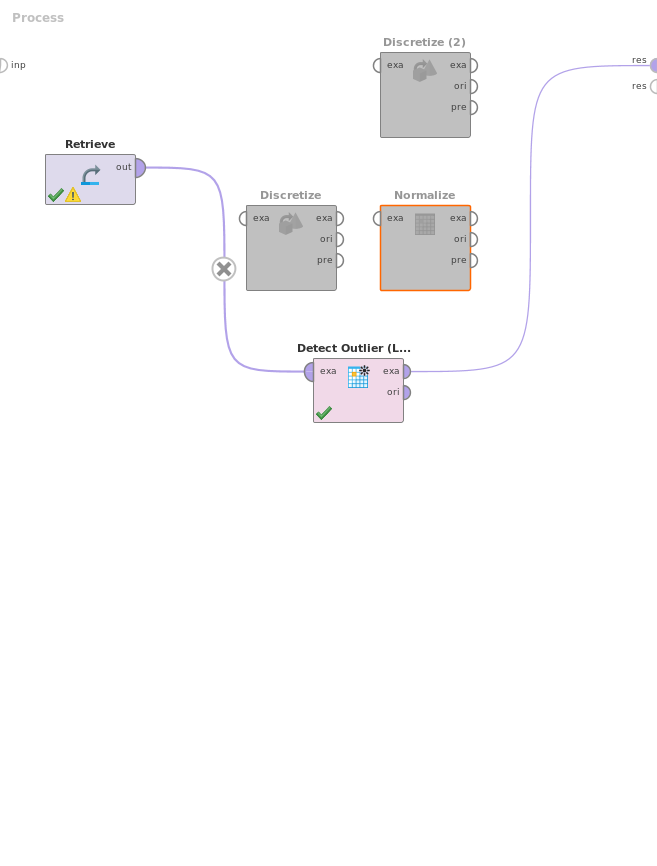 Process
inp
Discretize (2)
exa
exa
ori
pre
res
res
Retrieve
out
Discretize
exa
exa
ori
pre
Normalize
exa
exa
ori
pre
Detect Outlier (L...
exa
exa
ori